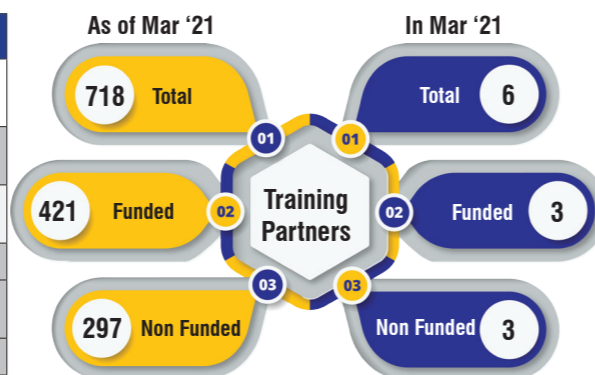 As of Mar ‘21
In Mar ‘21
718 Total
Total 6
01
01
421 Funded
02
Training
Partners
02
Funded 3
03
03
297 Non Funded
Non Funded 3